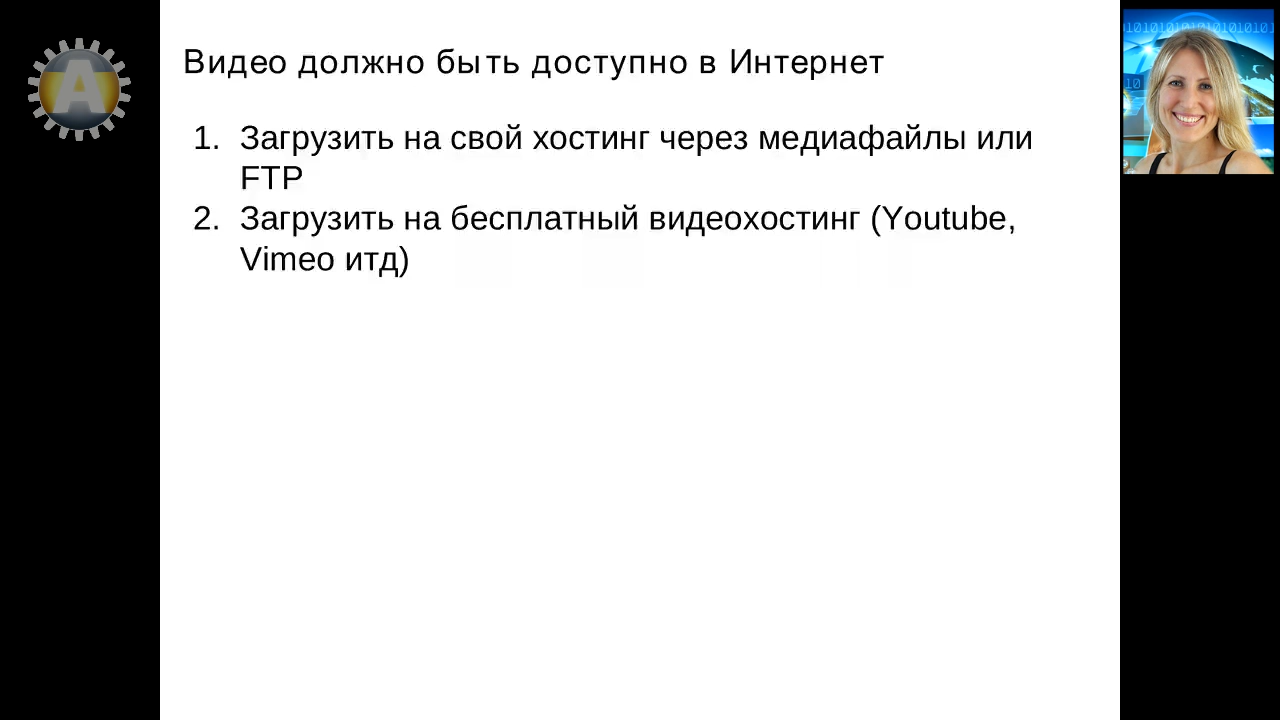 Видео должно быть доступно в Интернет
1. Загрузить на свой хостинг через медиафайлы или
FTP
2. Загрузить на бесплатный видеохостинг (Youtube,
Vimeo итд)
A